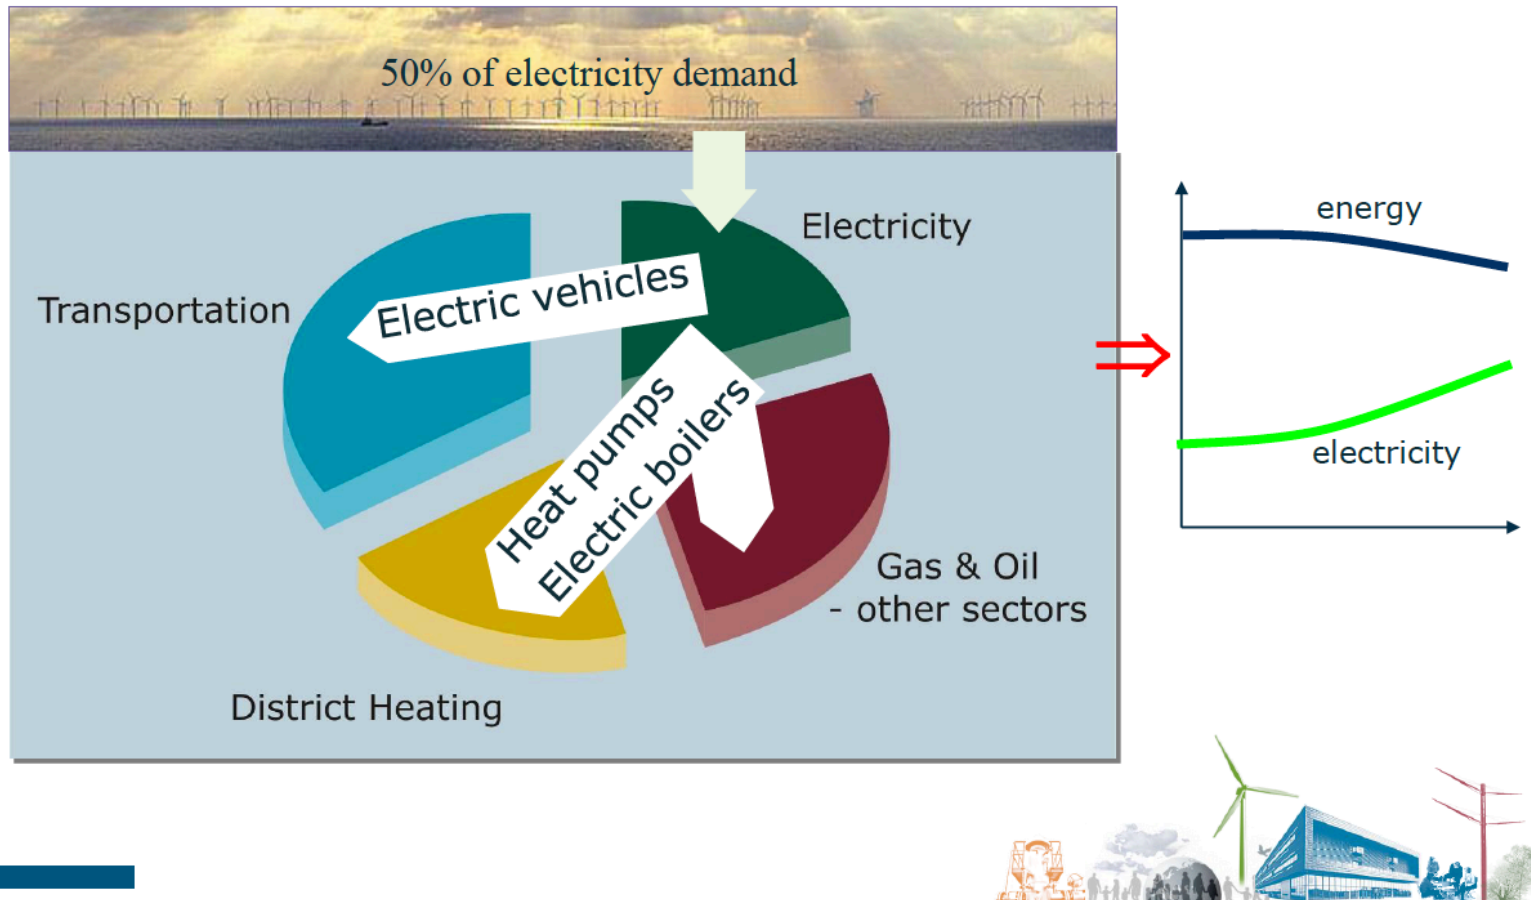 50% of electricity demand
Electricity
Transportation
Electric vehicles
Heat pumps
Electric boilers
Gas & Oil
- other sectors
District Heating
energy
electricity